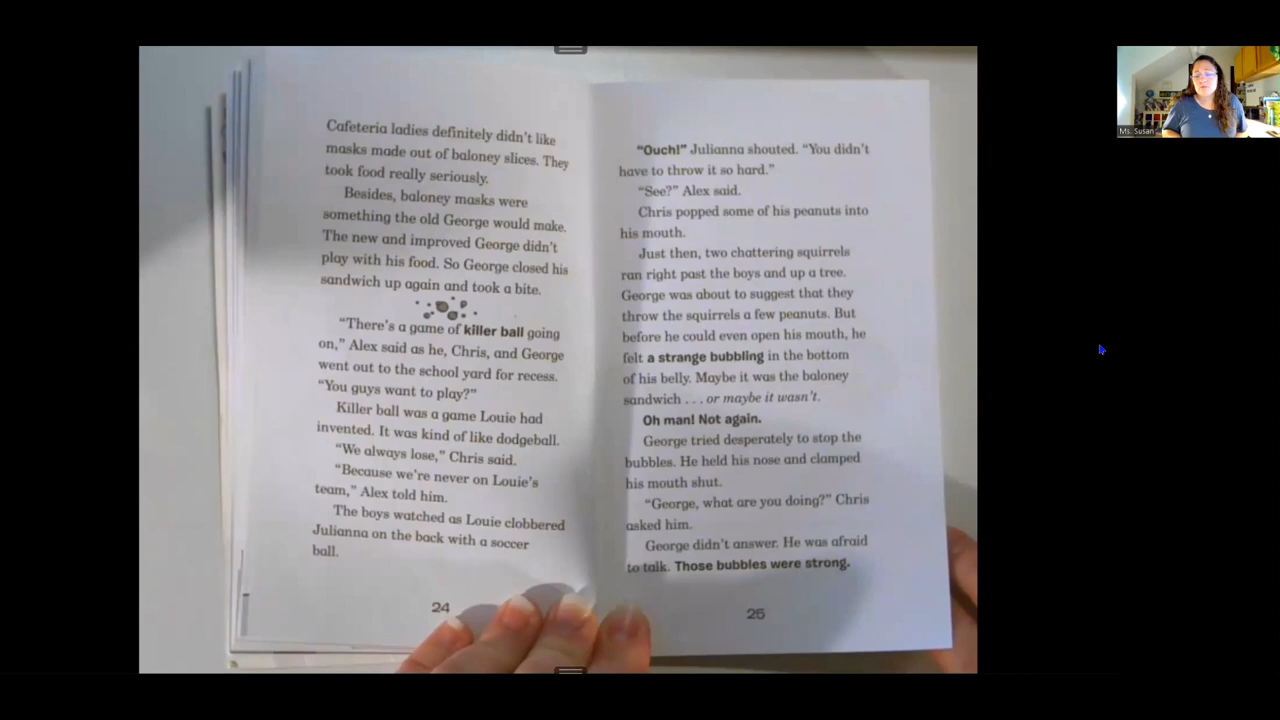 Cafeteria ladies definitely didn't like
masks made out of baloney slices. They
took food really seriously.
Besides, baloney masks were
something the old George would make.
The new and improved George didn't
play with his food. So George closed his
sandwich up again and took a bite.
"There's a game of killer ball going
on," Alex said as he, Chris, and George
went out to the school yard for recess.
"You guys want to play?"
Killer ball was a game Louie had
invented. It was kind of like dodgeball.
"We always lose," Chris said.
"Because we're never on Louie's
team," Alex told him.
The boys watched as Louie clobbered
Julianna on the back with a soccer
ball.
24
"Ouch!" Julianna shouted. "You didn't
have to throw it so hard."
"See?" Alex said.
Chris popped some of his peanuts into
his mouth.
Just then, two chattering squirrels
ran right past the boys and up a tree.
George was about to suggest that they
throw the squirrels a few peanuts. But
before he could even open his mouth, he
felt a strange bubbling in the bottom
of his belly. Maybe it was the baloney
sandwich . . . or maybe it wasn't.
Oh man! Not again.
George tried desperately to stop the
bubbles. He held his nose and clamped
his mouth shut.
"George, what are you doing?" Chris
asked him.
George didn't answer. He was afraid
to talk. Those bubbles were strong.
25
Ms. Susan